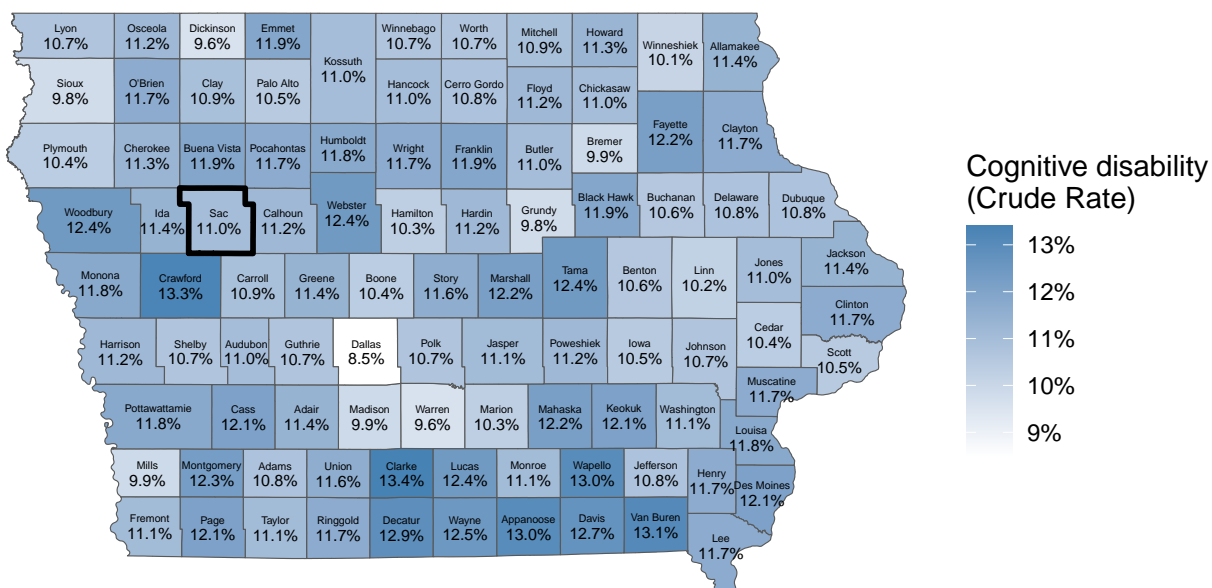 Lyon
10.7%
Osceola
11.2%
Dickinson
9.6%
Emmet
11.9%
Kossuth
11.0%
Winnebago
10.7%
Worth
10.7%
Mitchell
10.9%
Howard
11.3%
Winneshiek
10.1%
Allamakee
11.4%
Sioux
9.8%
O'Brien
11.7%
Clay
10.9%
Palo Alto
10.5%
Hancock
11.0%
Cerro Gordo
10.8%
Floyd
11.2%
Chickasaw
11.0%
Fayette
12.2%
Clayton
11.7%
Plymouth
10.4%
Cherokee
11.3%
Buena Vista
11.9%
Pocahontas
11.7%
Humboldt
11.8%
Wright
11.7%
Franklin
11.9%
Butler
11.0%
Bremer
9.9%
Woodbury
12.4%
Ida
11.4%
Sac
11.0%
Calhoun
11.2%
Webster
12.4%
Hamilton
10.3%
Hardin
11.2%
Grundy
9.8%
Black Hawk
11.9%
Buchanan
10.6%
Delaware
10.8%
Dubuque
10.8%
Monona
11.8%
Crawford
13.3%
Carroll
10.9%
Greene
11.4%
Boone
10.4%
Story
11.6%
Marshall
12.2%
Tama
12.4%
Benton
10.6%
Linn
10.2%
Jones
11.0%
Jackson
11.4%
Clinton
11.7%
Harrison
11.2%
Shelby
10.7%
Audubon
11.0%
Guthrie
10.7%
Dallas
8.5%
Polk
10.7%
Jasper
11.1%
Poweshiek
11.2%
Iowa
10.5%
Johnson
10.7%
Cedar
10.4%
Scott
10.5%
Muscatine
11.7%
Pottawattamie
11.8%
Cass
12.1%
Adair
11.4%
Madison
9.9%
Warren
9.6%
Marion
10.3%
Mahaska
12.2%
Keokuk
12.1%
Washington
11.1%
Louisa
11.8%
Mills
9.9%
Montgomery
12.3%
Adams
10.8%
Union
11.6%
Clarke
13.4%
Lucas
12.4%
Monroe
11.1%
Wapello
13.0%
Jefferson
10.8%
Henry
11.7%
Des Moines
12.1%
Fremont
11.1%
Page
12.1%
Taylor
11.1%
Ringgold
11.7%
Decatur
12.9%
Wayne
12.5%
Appanoose
13.0%
Davis
12.7%
Van Buren
13.1%
Lee
11.7%
Cognitive disability
(Crude Rate)
13%
12%
11%
10%
9%